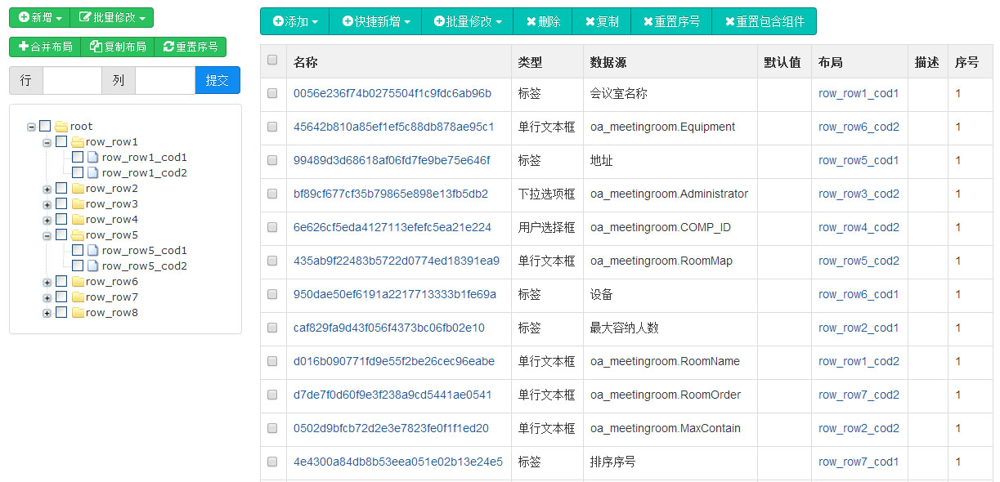 新增 批量修改
合并布局 复制布局 重置序号
行 列 提交
root
row_row1
row_row1_cod1
row_row1_cod2
row_row2
row_row3
row_row4
row_row5
row_row5_cod1
row_row5_cod2
row_row6
row_row7
row_row8
添加 快捷新增 批量修改 删除 复制 重置序号 重置包含组件
名称 类型 数据源 默认值 布局 描述 序号
0056e236f74b0275504f1c9fdc6ab96b 标签 会议室名称 row_row1_cod1 1
45642b810a85ef1ef5c88db878ae95c1 单行文本框 oa_meetingroom.Equipment row_row6_cod2 1
99489d3d68618af06fd7fe9be75e646f 标签 地址 row_row5_cod1 1
bf89cf677cf35b79865e898e13fb5db2 下拉选项框 oa_meetingroom.Administrator row_row3_cod2 1
6e626cf5eda4127113efefc5ea21e224 用户选择框 oa_meetingroom.COMP_ID row_row4_cod2 1
435ab9f22483b5722d0774ed18391ea9 单行文本框 oa_meetingroom.RoomMap row_row5_cod2 1
950dae50ef6191a2217713333b1fe69a 标签 设备 row_row6_cod1 1
caf829fa9d43f056f4373bc06fb02e10 标签 最大容纳人数 row_row2_cod1 1
d016b090771fd9e55f2be26cec96eabe 单行文本框 oa_meetingroom.RoomName row_row1_cod2 1
d7de7f0d60f9e3f238a9cd5441ae0541 单行文本框 oa_meetingroom.RoomOrder row_row7_cod2 1
0502d9bfcb72d2e3e7823fe0f1f1ed20 单行文本框 oa_meetingroom.MaxContain row_row2_cod2 1
4e4300a84db8b53eea051e02b13e24e5 标签 排序序号 row_row7_cod1 1